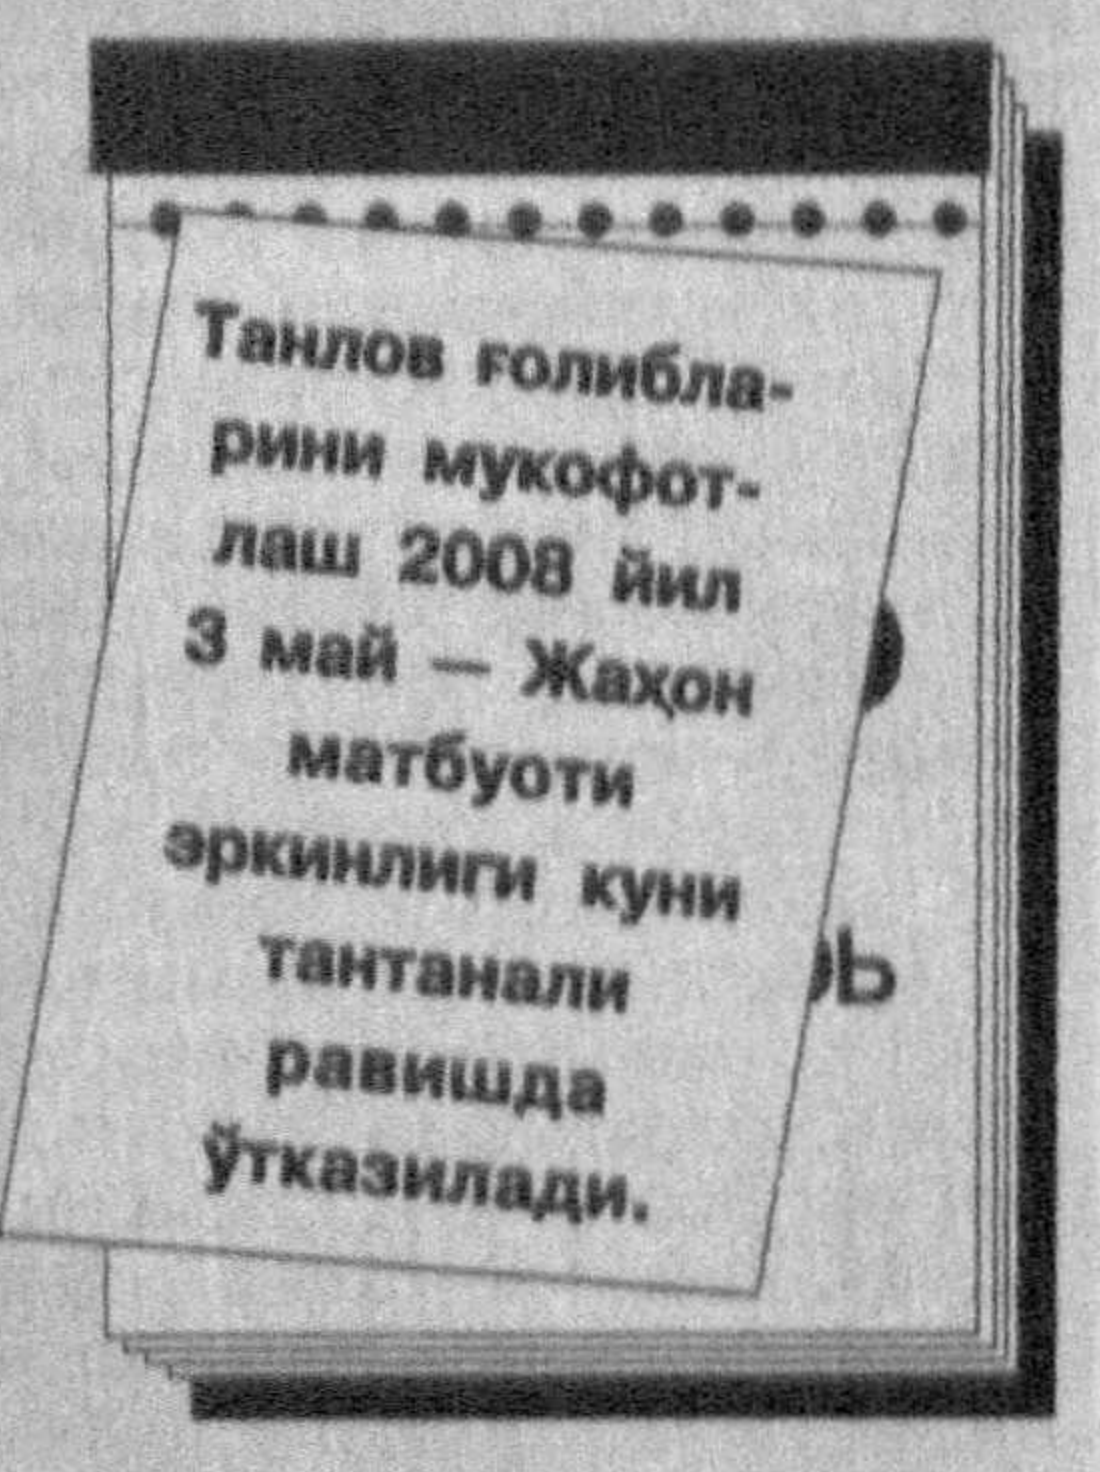 Танлов ғолибла-
рини мукофот-
лаш 2008 йил
3 май — Жаҳон
матбуоти
эркинлиги куни
тантанали
равишда
ўтказилади.